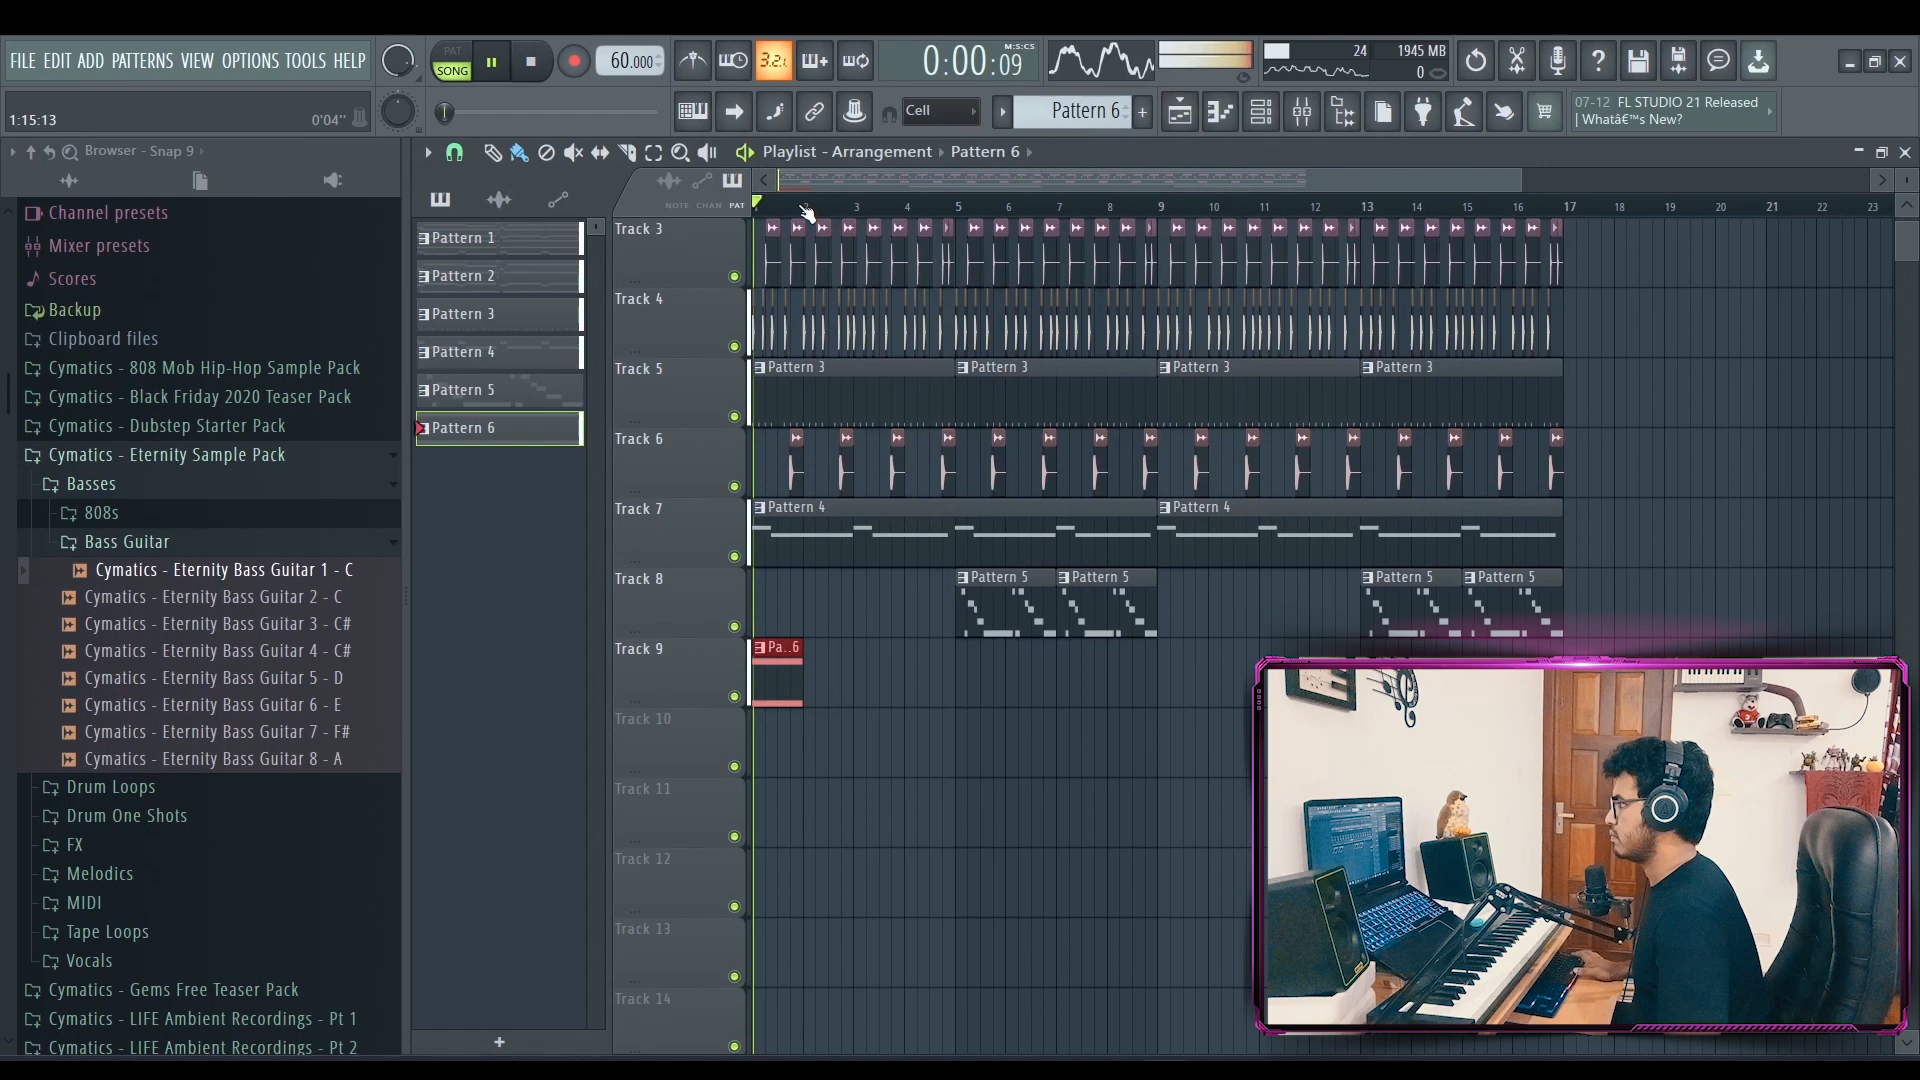 FILE EDIT ADD PATTERNS VIEW OPTIONS TOOLS HELP
PAT
SONG
60.000
3.2.
0:00:09
M:S:CS
24
1945 MB
0
1:15:13
0'04"
Cell
Pattern 6
+
07-12 FL STUDIO 21 Released
| Whatâ€™s New?
Browser - Snap 9
Playlist - Arrangement
Pattern 6
NOTE CHAN PAT
3 4 5 6 7 8 9 10 11 12 13 14 15 16 17 18 19 20 21 22 23
Channel presets
Mixer presets
Scores
Backup
Clipboard files
Cymatics - 808 Mob Hip-Hop Sample Pack
Cymatics - Black Friday 2020 Teaser Pack
Cymatics - Dubstep Starter Pack
Cymatics - Eternity Sample Pack
Basses
808s
Bass Guitar
Cymatics - Eternity Bass Guitar 1 - C
Cymatics - Eternity Bass Guitar 2 - C
Cymatics - Eternity Bass Guitar 3 - C#
Cymatics - Eternity Bass Guitar 4 - C#
Cymatics - Eternity Bass Guitar 5 - D
Cymatics - Eternity Bass Guitar 6 - E
Cymatics - Eternity Bass Guitar 7 - F#
Cymatics - Eternity Bass Guitar 8 - A
Drum Loops
Drum One Shots
FX
Melodics
MIDI
Tape Loops
Vocals
Cymatics - Gems Free Teaser Pack
Cymatics - LIFE Ambient Recordings - Pt 1
Cymatics - LIFE Ambient Recordings - Pt 2
Pattern 1
Pattern 2
Pattern 3
Pattern 4
Pattern 5
Pattern 6
+
Track 3
Track 4
Track 5
Pattern 3 Pattern 3 Pattern 3 Pattern 3
Track 6
Track 7
Pattern 4 Pattern 4
Track 8
Pattern 5 Pattern 5 Pattern 5 Pattern 5
Track 9
Pa..6
Track 10
Track 11
Track 12
Track 13
Track 14